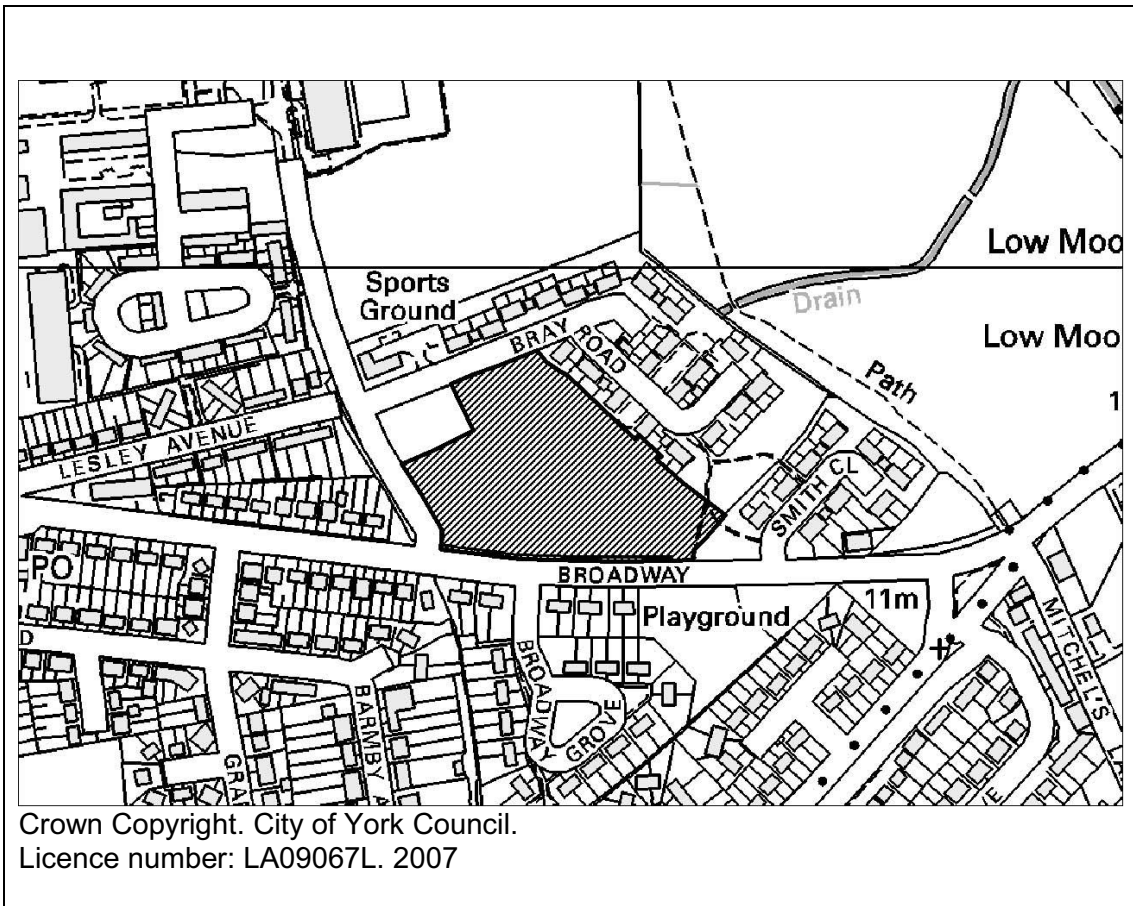 Low Moo
Sports
Ground
Drain
Low Moo
BRAY
ROAD
Path
1
LESLEY AVENUE
SMITH CL
PO
BROADWAY
11m
Playground
D
MITCHEL'S
BROADWAY
GROVE
BARMBY A
GRA
E
Crown Copyright. City of York Council.
Licence number: LA09067L. 2007